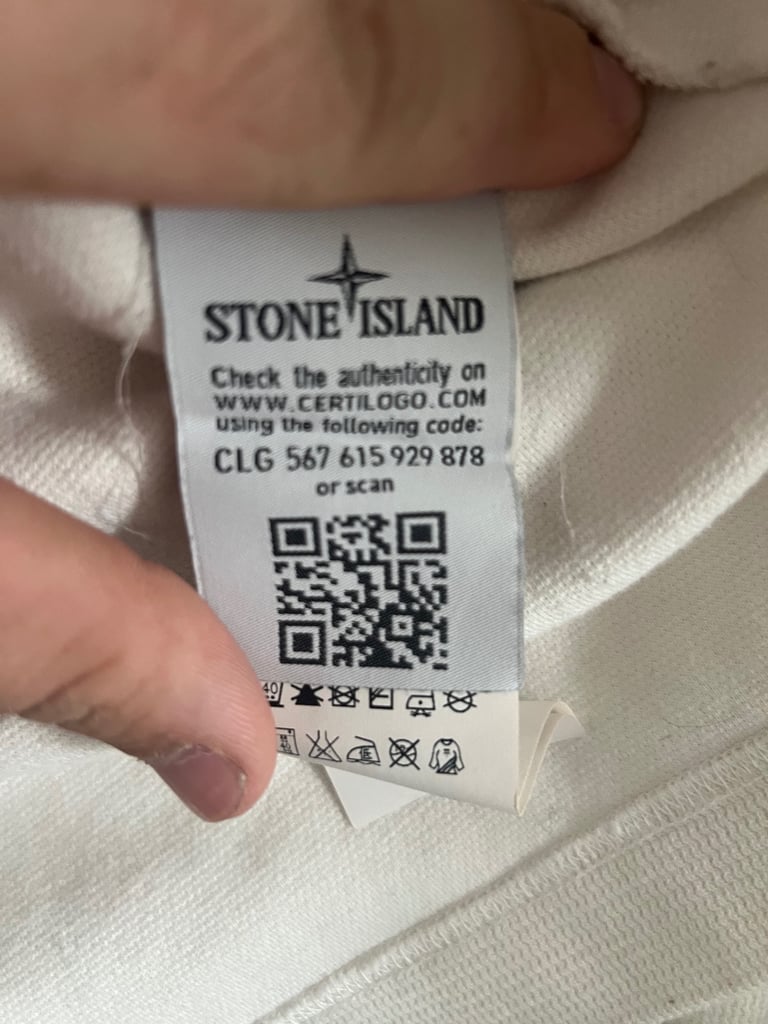 STONE ISLAND
Check the authenticity on
WWW.CERTILOGO.COM
using the following code:
CLG 567 615 929 878
or scan
40